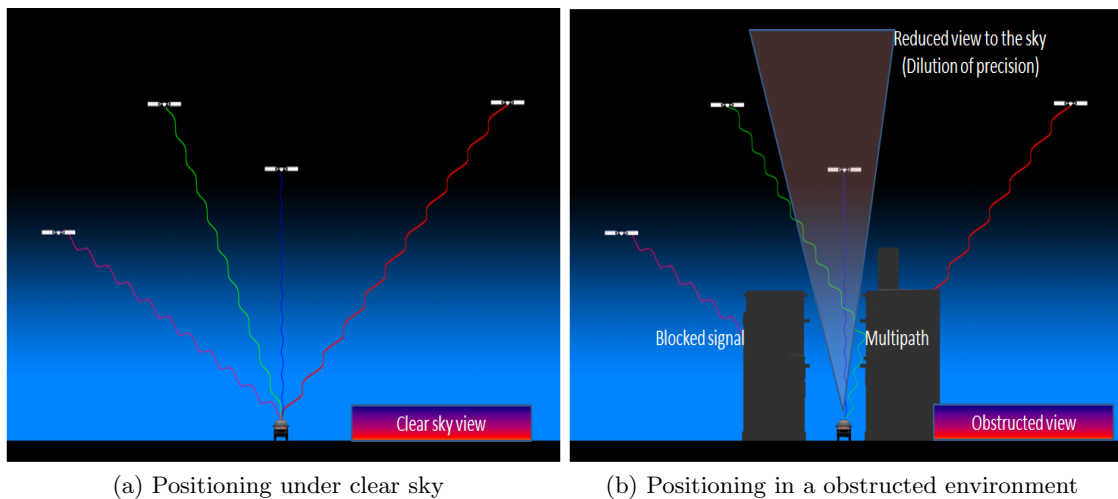 Clear sky view
Reduced view to the sky
(Dilution of precision)
Blocked signal
Multipath
Obstructed view
(a) Positioning under clear sky
(b) Positioning in a obstructed environment